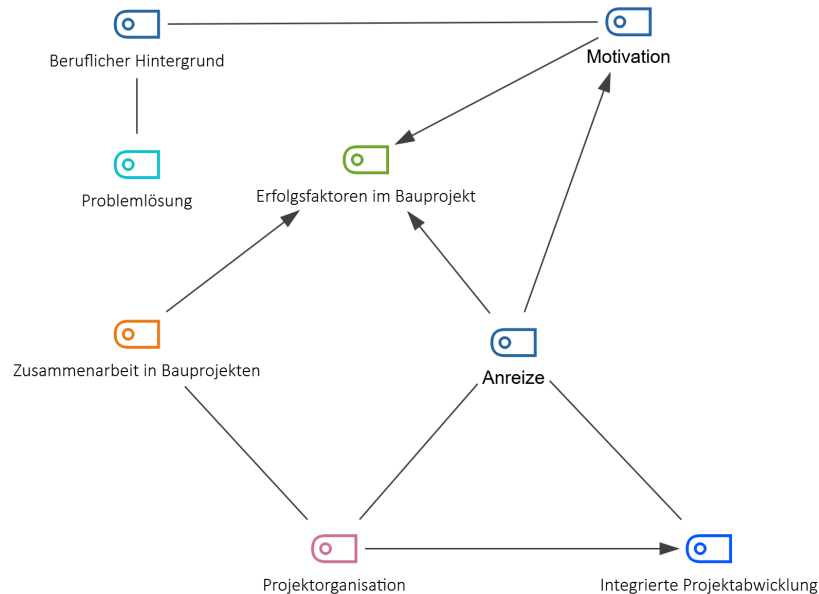 Beruflicher Hintergrund
Motivation
Problemlösung
Erfolgsfaktoren im Bauprojekt
Zusammenarbeit in Bauprojekten
Anreize
Projektorganisation
Integrierte Projektabwicklung